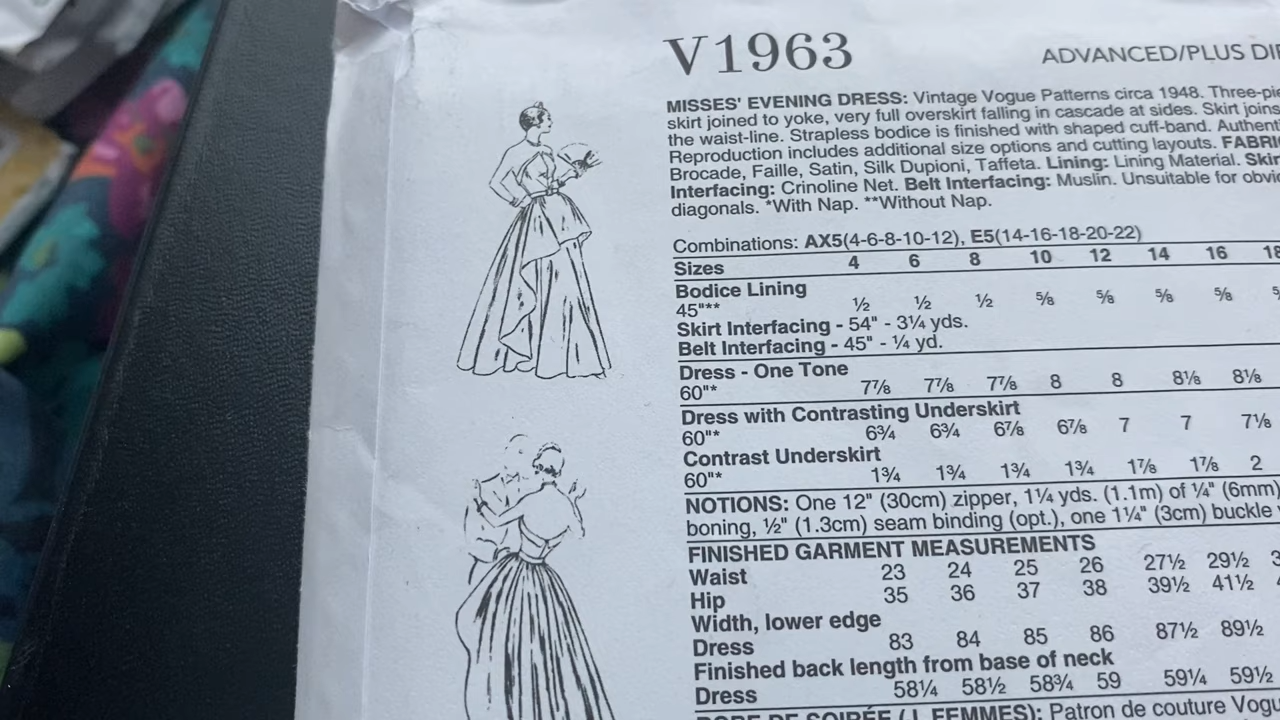 V1963
ADVANCED/PLUS
MISSES' EVENING DRESS: Vintage Vogue Patterns circa 1948.
skirt joined to yoke, very full overskirt falling in cascade at sides. Skirt joins
the waist-line. Strapless bodice is finished with shaped cuff-band.
Reproduction includes additional size options and cutting layouts.
Brocade, Faille, Satin, Silk Dupioni, Taffeta. Lining: Lining Material.
Interfacing: Crinoline Net. Belt Interfacing: Muslin. Unsuitable for
diagonals. *With Nap. **Without Nap.
Combinations: AX5(4-6-8-10-12), E5(14-16-18-20-22)
Sizes 4 6 8 10 12 14 16
Bodice Lining
45"** ½ ½ ½ ⅝ ⅝ ⅝ ⅝
Skirt Interfacing - 54" - 3¼ yds.
Belt Interfacing - 45" - ¼ yd.
Dress - One Tone
60"* 7⅞ 7⅞ 7⅞ 8 8 8⅛ 8⅛
Dress with Contrasting Underskirt
60"* 6¾ 6¾ 6⅞ 6⅞ 7 7 7⅛
Contrast Underskirt
60"* 1¾ 1¾ 1¾ 1¾ 1⅞ 1⅞ 2
NOTIONS: One 12" (30cm) zipper, 1¼ yds. (1.1m) of ¼" (6mm)
boning, ½" (1.3cm) seam binding (opt.), one 1¼" (3cm) buckle
FINISHED GARMENT MEASUREMENTS
Waist 23 24 25 26 27½ 29½
Hip 35 36 37 38 39½ 41½
Width, lower edge
Dress 83 84 85 86 87½ 89½
Finished back length from base of neck
Dress 58¼ 58½ 58¾ 59 59¼ 59½
ROBE DE SOIRÉE (J. FEMMES): Patron de couture